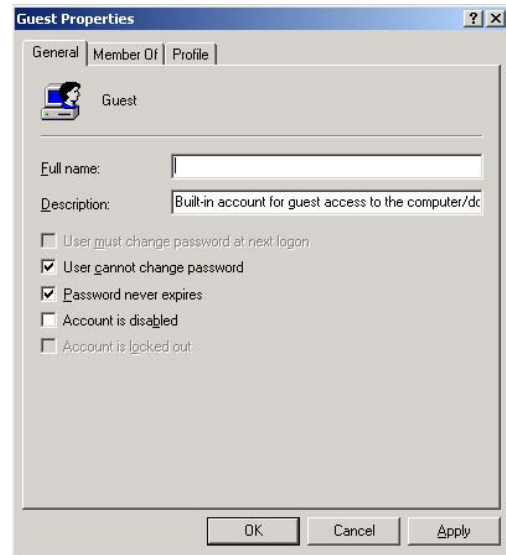 Guest Properties
General Member Of Profile
Guest
Full name:
Description: Built-in account for guest access to the computer/dc
User must change password at next logon
User cannot change password
Password never expires
Account is disabled
Account is locked out
OK Cancel Apply